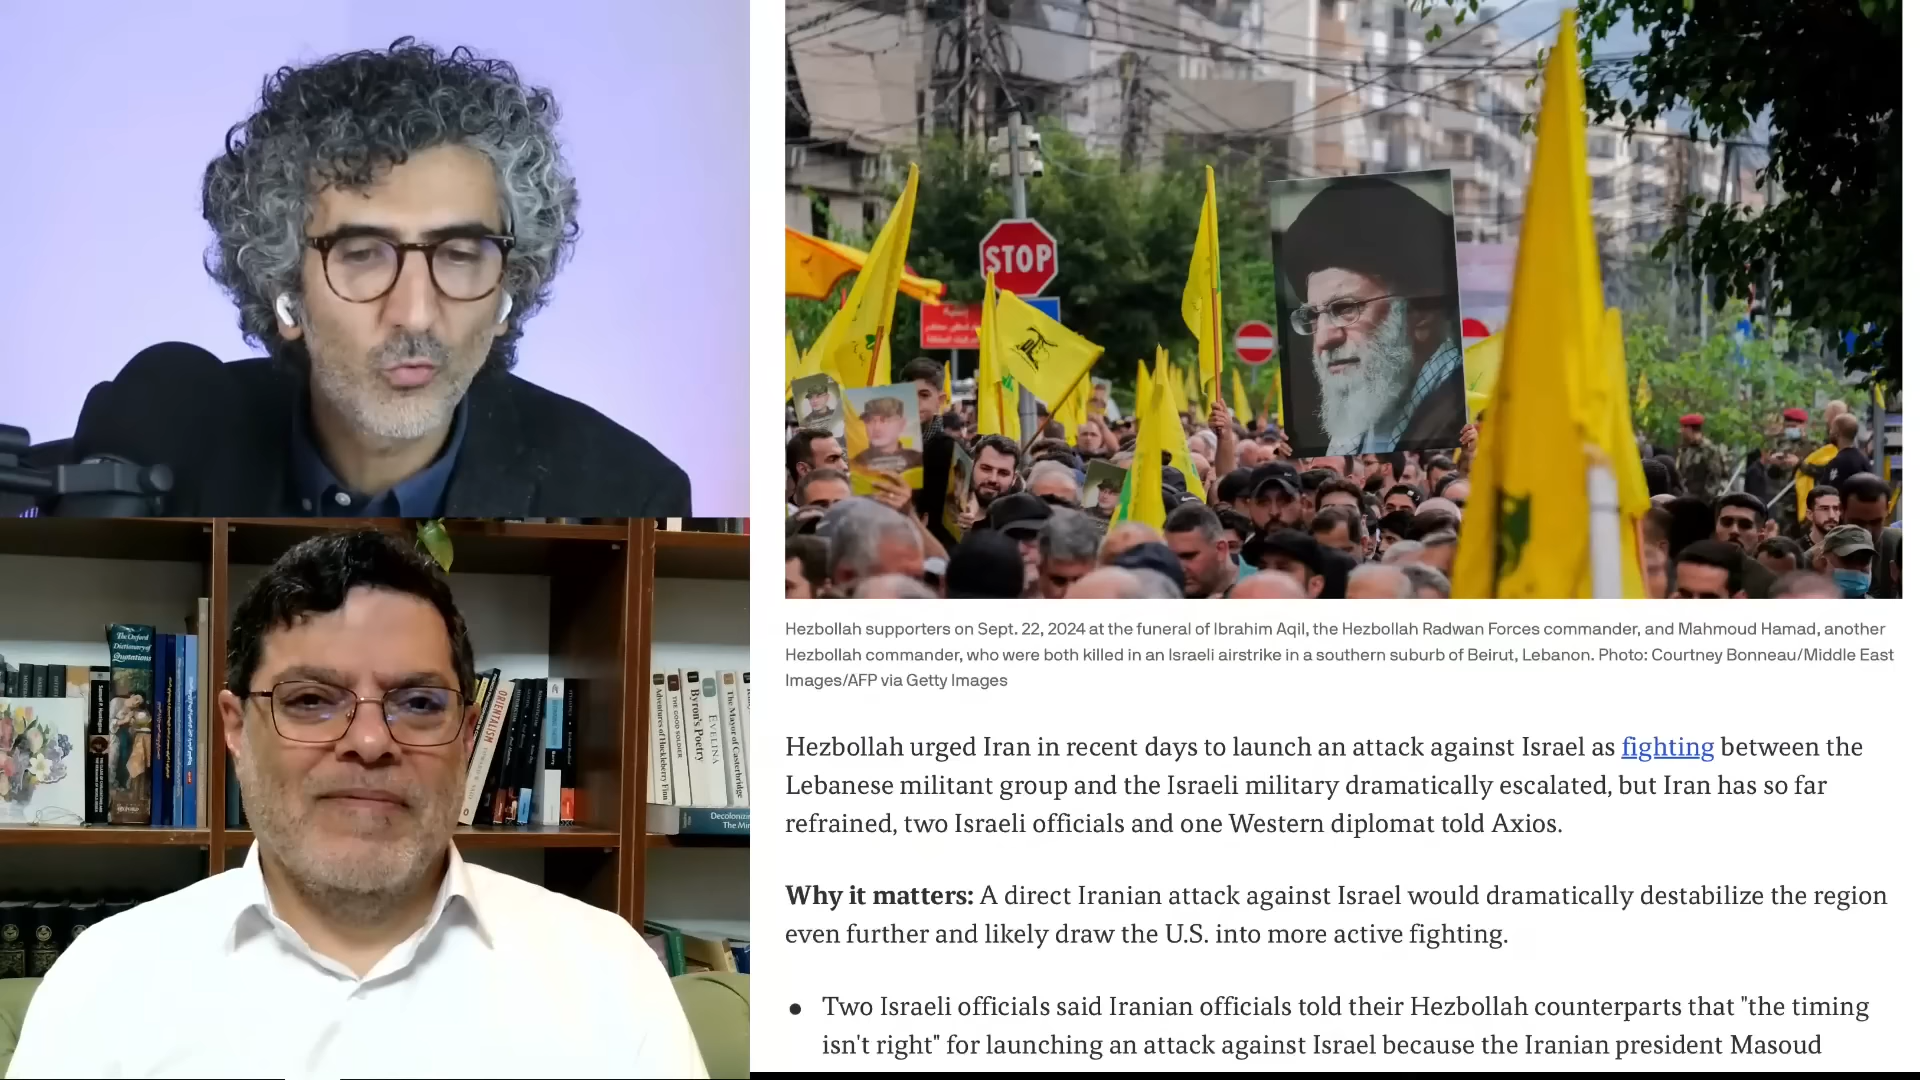 STOP
The Oxford
Dictionary of
Quotations
ORIENTALISM
Adventures of Huckleberry Finn
THE GOOD SOLDIER
Byron's Poetry
EVELINA
The Mayor of Casterbridge
Hezbollah supporters on Sept. 22, 2024 at the funeral of Ibrahim Aqil, the Hezbollah Radwan Forces commander, and Mahmoud Hamad, another
Hezbollah commander, who were both killed in an Israeli airstrike in a southern suburb of Beirut, Lebanon. Photo: Courtney Bonneau/Middle East
Images/AFP via Getty Images
Hezbollah urged Iran in recent days to launch an attack against Israel as fighting between the
Lebanese militant group and the Israeli military dramatically escalated, but Iran has so far
refrained, two Israeli officials and one Western diplomat told Axios.
Why it matters: A direct Iranian attack against Israel would dramatically destabilize the region
even further and likely draw the U.S. into more active fighting.
• Two Israeli officials said Iranian officials told their Hezbollah counterparts that "the timing
isn't right" for launching an attack against Israel because the Iranian president Masoud